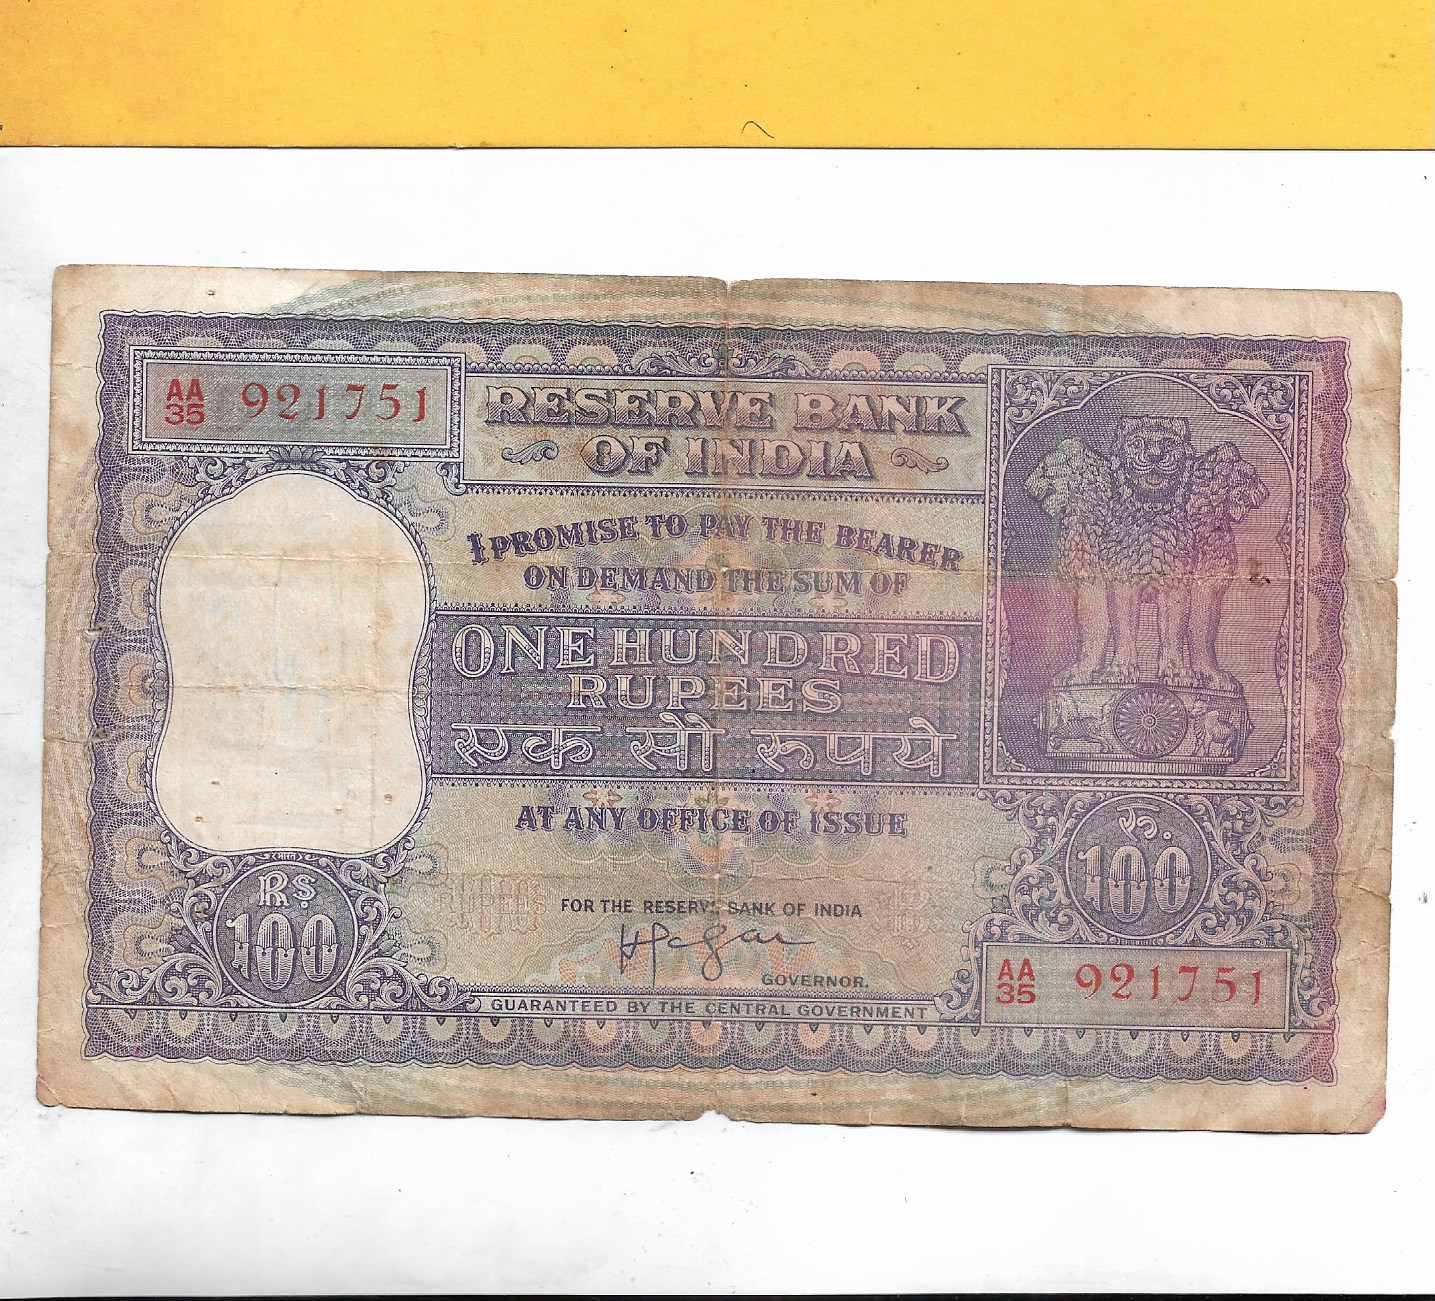 AA
35 921751
RESERVE BANK
OF INDIA
I PROMISE TO PAY THE BEARER
ON DEMAND THE SUM OF
ONE HUNDRED
RUPEES
एक सौ रूपये
AT ANY OFFICE OF ISSUE
रु.
100
RS
100
RUPEES
FOR THE RESERVE BANK OF INDIA
GOVERNOR.
AA
35 921751
GUARANTEED BY THE CENTRAL GOVERNMENT